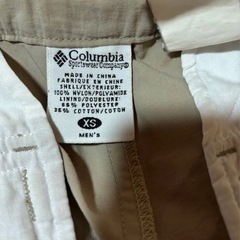 Columbia
Sportswear Company®
MADE IN CHINA
FABRIQUE EN CHINE
SHELL/EXTERIEUR:
100% NYLON/POLYAMIDE
LINING/DOUBLURE:
65% POLYESTER
35% COTTON/COTON
XS
MEN'S